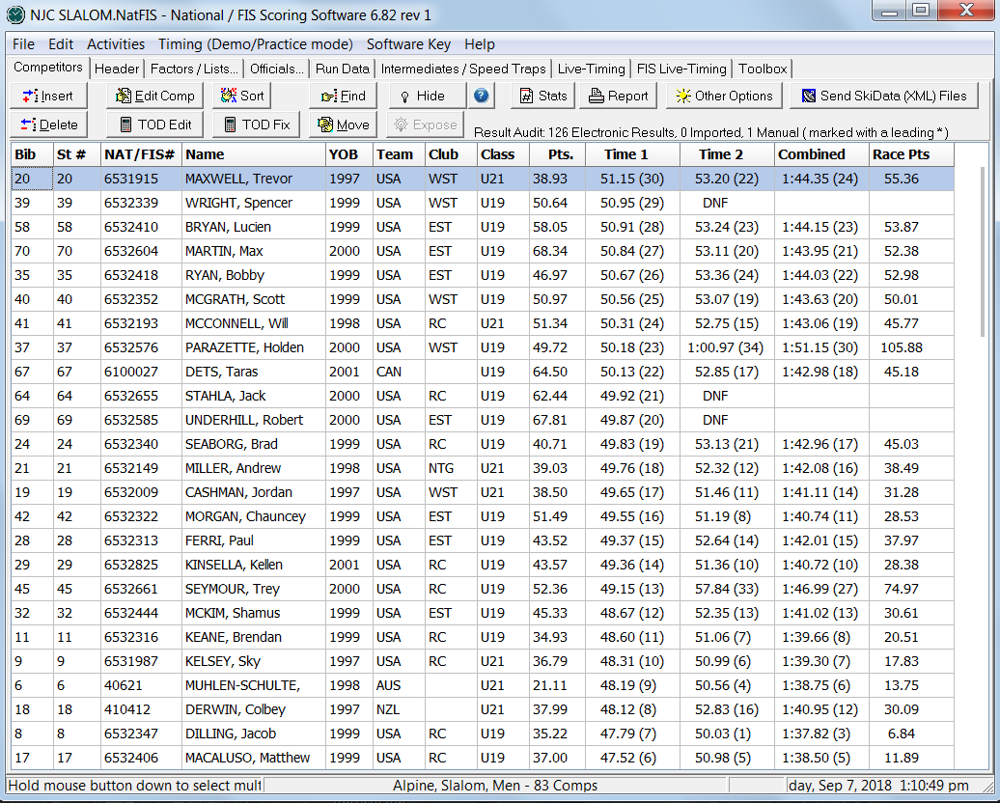 NJC SLALOM.NatFIS - National / FIS Scoring Software 6.82 rev 1
File Edit Activities Timing (Demo/Practice mode) Software Key Help
Competitors Header Factors / Lists... Officials... Run Data Intermediates / Speed Traps Live-Timing FIS Live-Timing Toolbox
Insert Edit Comp Sort Find Hide ? Stats Report Other Options Send SkiData (XML) Files
Delete TOD Edit TOD Fix Move Expose Result Audit: 126 Electronic Results, 0 Imported, 1 Manual ( marked with a leading * )
Bib St # NAT/FIS# Name YOB Team Club Class Pts. Time 1 Time 2 Combined Race Pts
20 20 6531915 MAXWELL, Trevor 1997 USA WST U21 38.93 51.15 (30) 53.20 (22) 1:44.35 (24) 55.36
39 39 6532339 WRIGHT, Spencer 1999 USA WST U19 50.64 50.95 (29) DNF
58 58 6532410 BRYAN, Lucien 1999 USA EST U19 58.05 50.91 (28) 53.24 (23) 1:44.15 (23) 53.87
70 70 6532604 MARTIN, Max 2000 USA EST U19 68.34 50.84 (27) 53.11 (20) 1:43.95 (21) 52.38
35 35 6532418 RYAN, Bobby 1999 USA EST U19 46.97 50.67 (26) 53.36 (24) 1:44.03 (22) 52.98
40 40 6532352 MCGRATH, Scott 1999 USA WST U19 50.97 50.56 (25) 53.07 (19) 1:43.63 (20) 50.01
41 41 6532193 MCCONNELL, Will 1998 USA RC U21 51.34 50.31 (24) 52.75 (15) 1:43.06 (19) 45.77
37 37 6532576 PARAZETTE, Holden 2000 USA WST U19 49.72 50.18 (23) 1:00.97 (34) 1:51.15 (30) 105.88
67 67 6100027 DETS, Taras 2001 CAN U19 64.50 50.13 (22) 52.85 (17) 1:42.98 (18) 45.18
64 64 6532655 STAHLA, Jack 2000 USA RC U19 62.44 49.92 (21) DNF
69 69 6532585 UNDERHILL, Robert 2000 USA EST U19 67.81 49.87 (20) DNF
24 24 6532340 SEABORG, Brad 1999 USA RC U19 40.71 49.83 (19) 53.13 (21) 1:42.96 (17) 45.03
21 21 6532149 MILLER, Andrew 1998 USA NTG U21 39.03 49.76 (18) 52.32 (12) 1:42.08 (16) 38.49
19 19 6532009 CASHMAN, Jordan 1997 USA WST U21 38.50 49.65 (17) 51.46 (11) 1:41.11 (14) 31.28
42 42 6532322 MORGAN, Chauncey 1999 USA EST U19 51.49 49.55 (16) 51.19 (8) 1:40.74 (11) 28.53
28 28 6532313 FERRI, Paul 1999 USA EST U19 43.52 49.37 (15) 52.64 (14) 1:42.01 (15) 37.97
29 29 6532825 KINSELLA, Kellen 2001 USA RC U19 43.57 49.36 (14) 51.36 (10) 1:40.72 (10) 28.38
45 45 6532661 SEYMOUR, Trey 2000 USA RC U19 52.36 49.15 (13) 57.84 (33) 1:46.99 (27) 74.97
32 32 6532444 MCKIM, Shamus 1999 USA EST U19 45.33 48.67 (12) 52.35 (13) 1:41.02 (13) 30.61
11 11 6532316 KEANE, Brendan 1999 USA RC U19 34.93 48.60 (11) 51.06 (7) 1:39.66 (8) 20.51
9 9 6531987 KELSEY, Sky 1997 USA RC U21 36.79 48.31 (10) 50.99 (6) 1:39.30 (7) 17.83
6 6 40621 MUHLEN-SCHULTE, 1998 AUS U21 21.11 48.19 (9) 50.56 (4) 1:38.75 (6) 13.75
18 18 410412 DERWIN, Colbey 1997 NZL U21 37.99 48.12 (8) 52.83 (16) 1:40.95 (12) 30.09
8 8 6532347 DILLING, Jacob 1999 USA RC U19 35.22 47.79 (7) 50.03 (1) 1:37.82 (3) 6.84
17 17 6532406 MACALUSO, Matthew 1999 USA RC U19 37.00 47.52 (6) 50.98 (5) 1:38.50 (5) 11.89
Hold mouse button down to select mult Alpine, Slalom, Men - 83 Comps day, Sep 7, 2018 1:10:49 pm